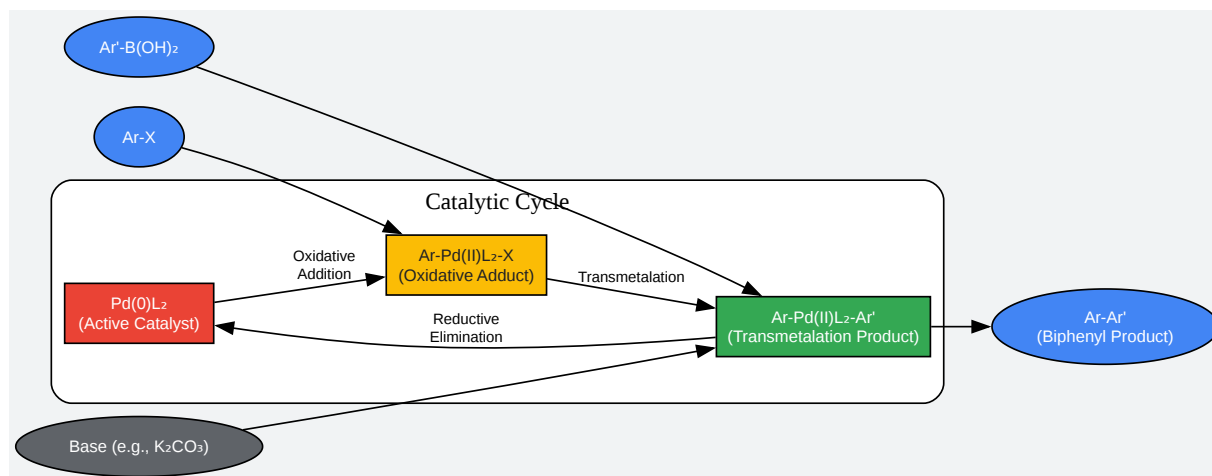 Ar'-B(OH)₂
Ar-X
Catalytic Cycle
Oxidative
Addition
Ar-Pd(II)L₂-X
(Oxidative Adduct)
Transmetalation
Pd(0)L₂
(Active Catalyst)
Reductive
Elimination
Ar-Pd(II)L₂-Ar'
(Transmetalation Product)
Ar-Ar'
(Biphenyl Product)
Base (e.g., K₂CO₃)